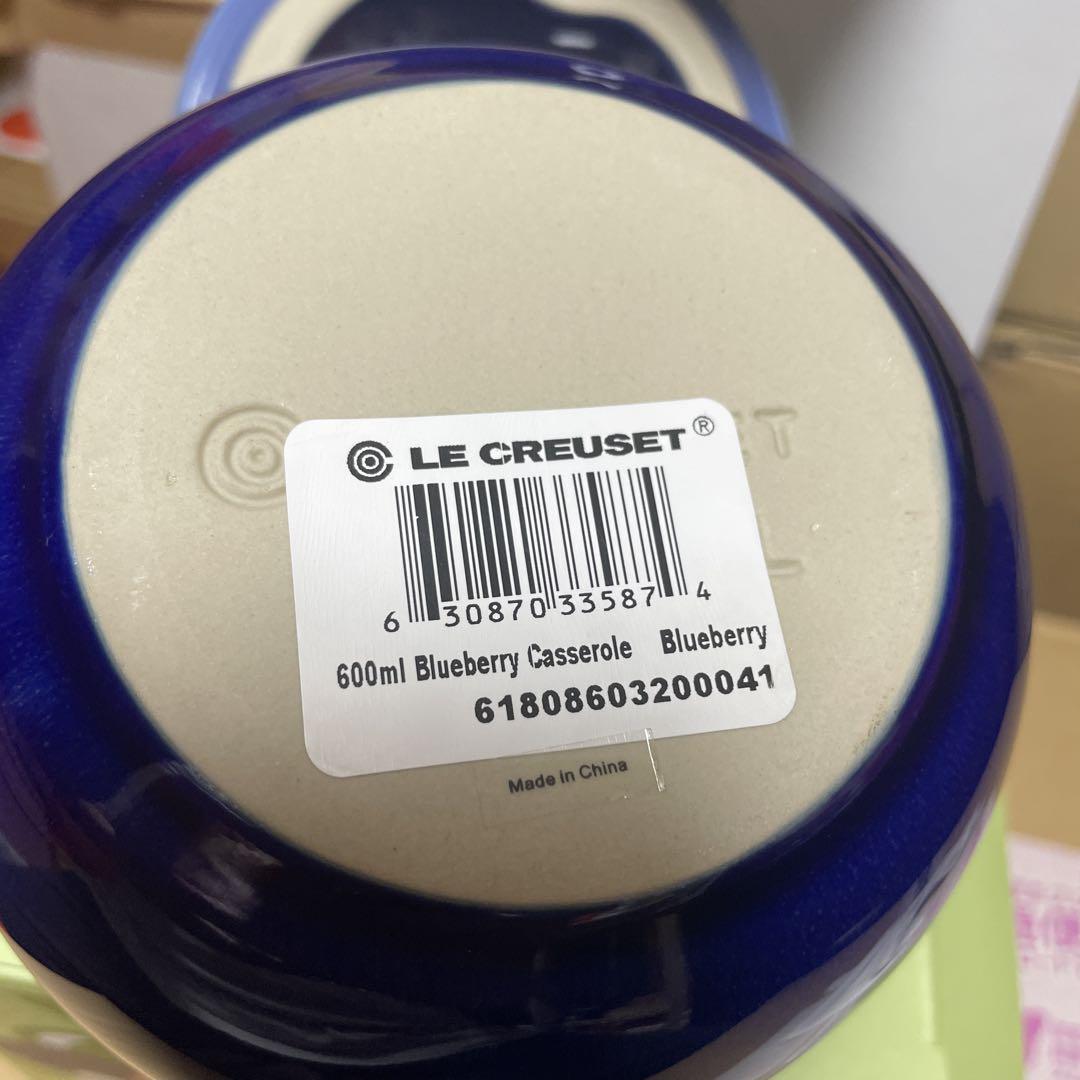 LE CREUSET®
6 30870 33587 4
600ml Blueberry Casserole Blueberry
61808603200041
Made in China